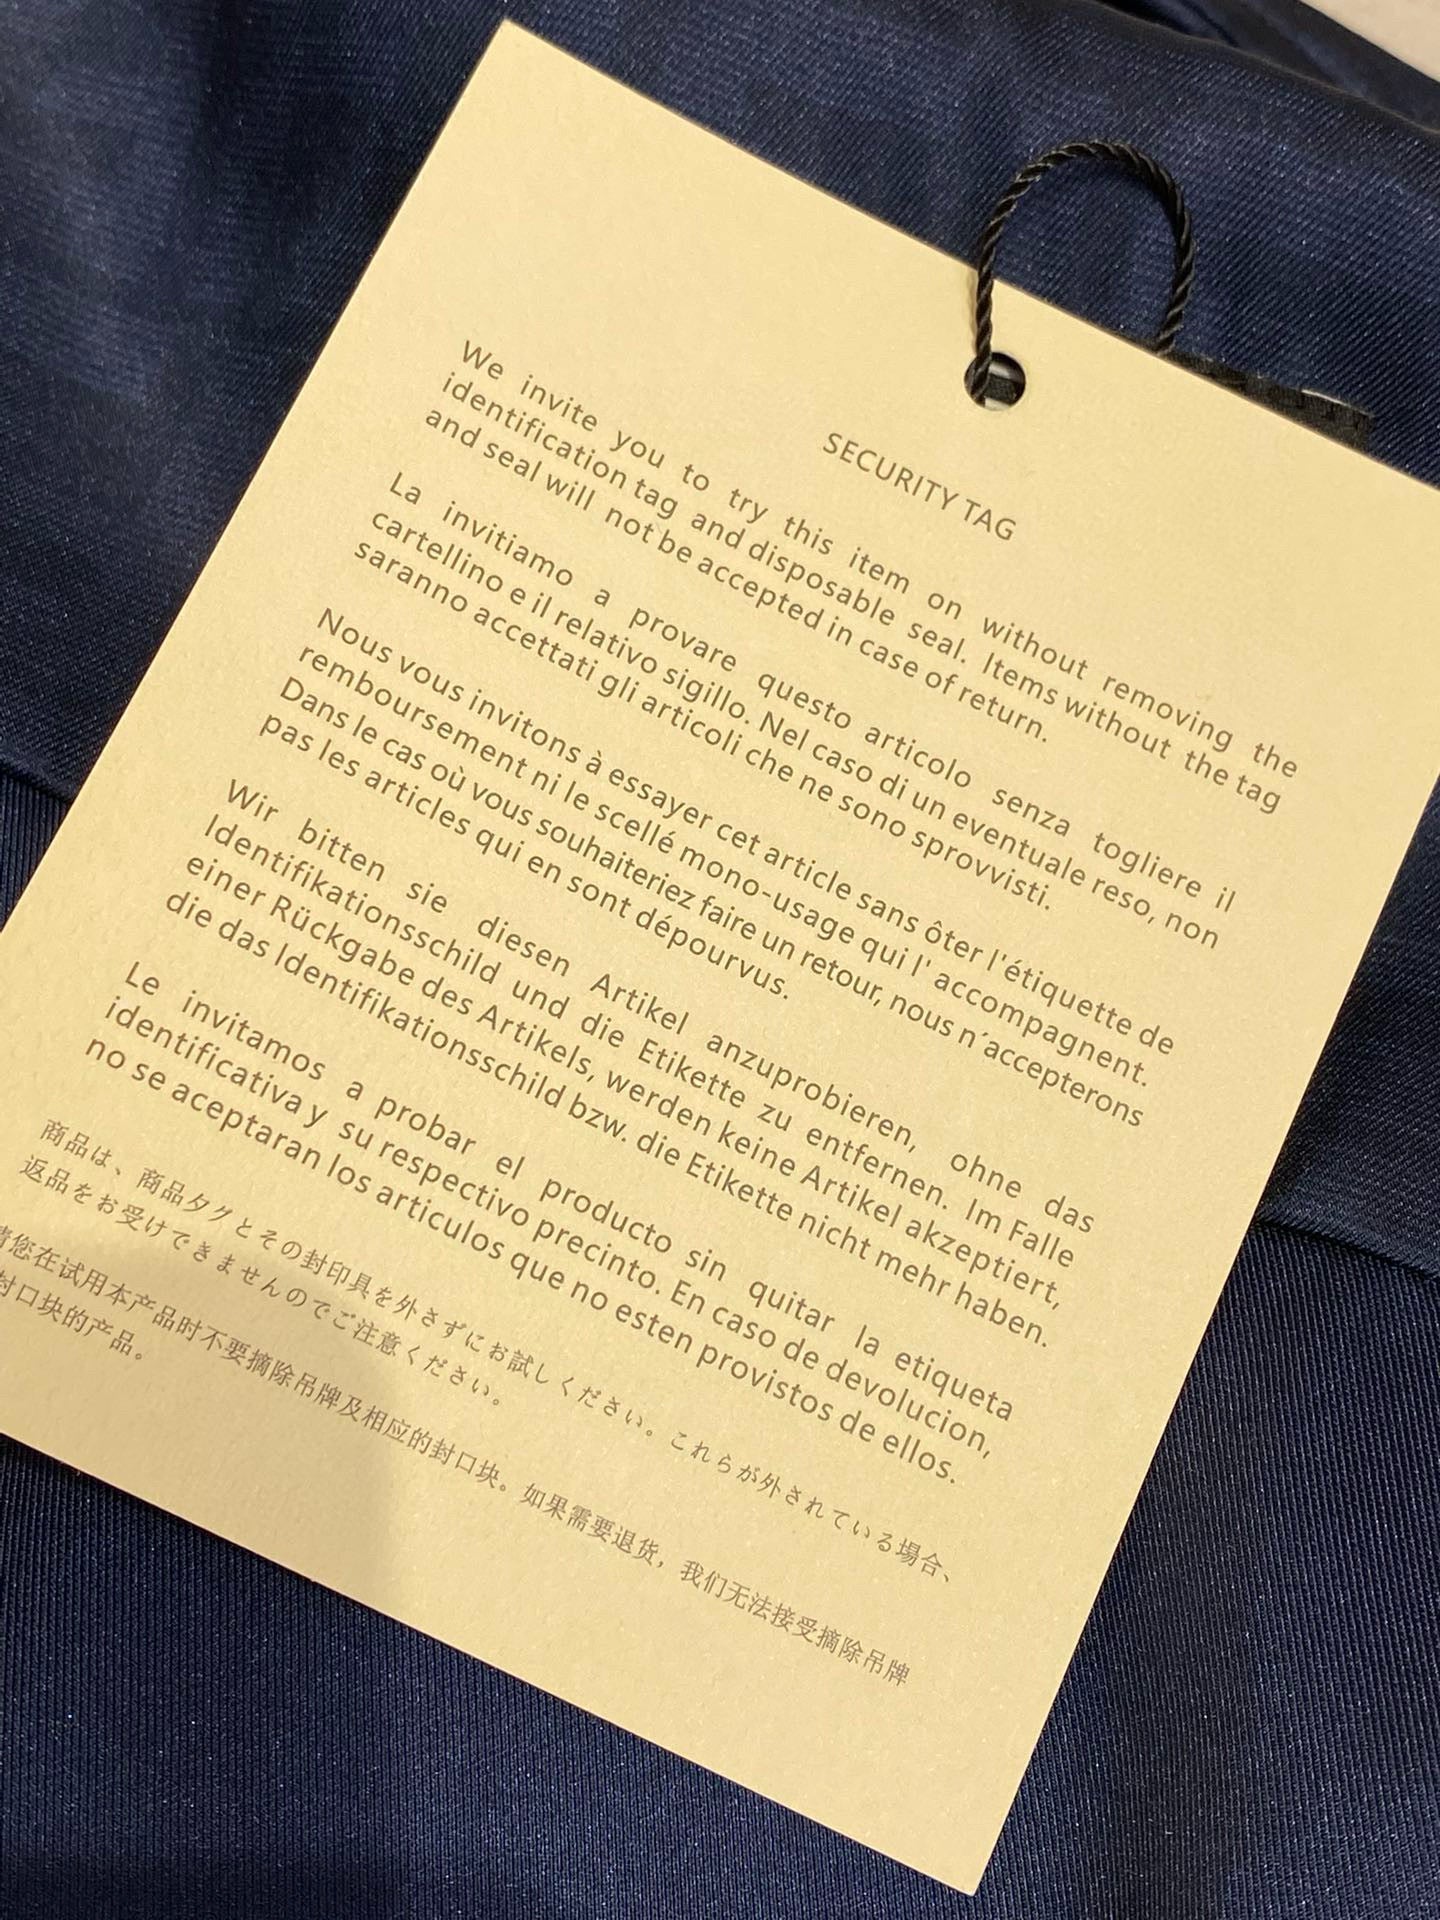 SECURITY TAG
We invite you to try this item on without removing the
identification tag and disposable seal. Items without the tag
and seal will not be accepted in case of return.
La invitiamo a provare questo articolo senza togliere il
cartellino e il relativo sigillo. Nel caso di un eventuale reso, non
saranno accettati gli articoli che ne sono sprovvisti.
Nous vous invitons à essayer cet article sans ôter l'étiquette de
remboursement ni le scellé mono-usage qui l' accompagnent.
Dans le cas où vous souhaiteriez faire un retour, nous n´accepterons
pas les articles qui en sont dépourvus.
Wir bitten sie diesen Artikel anzuprobieren, ohne das
Identifikationsschild und die Etikette zu entfernen. Im Falle
einer Rückgabe des Artikels, werden keine Artikel akzeptiert,
die das Identifikationsschild bzw. die Etikette nicht mehr haben.
Le invitamos a probar el producto sin quitar la etiqueta
identificativa y su respectivo precinto. En caso de devolucion,
no se aceptaran los articulos que no esten provistos de ellos.
商品は、商品タグとその封印具を外さずにお試しください。これらが外されている場合、
返品をお受けできませんのでご注意ください。
请您在试用本产品时不要摘除吊牌及相应的封口块。如果需要退货，我们无法接受摘除吊牌
封口块的产品。